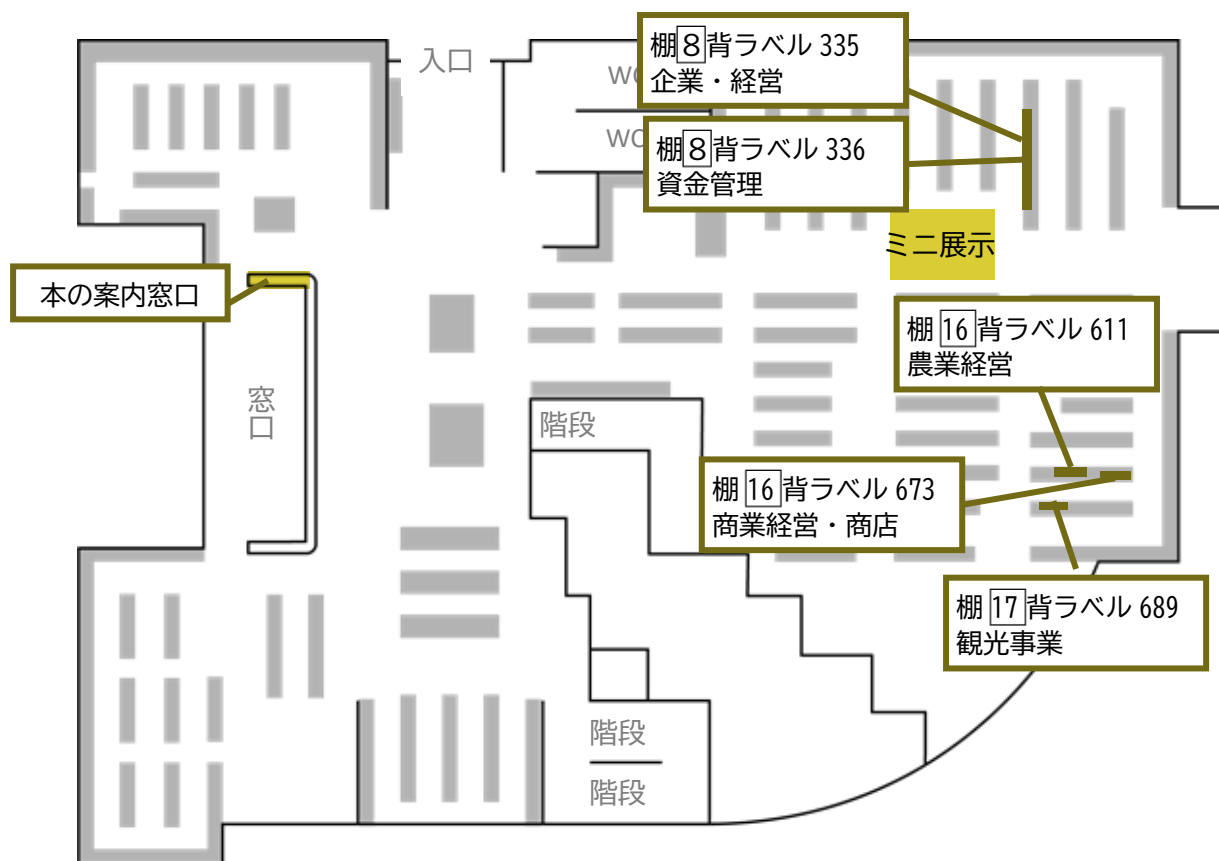 入口
棚8背ラベル 335
企業・経営
棚8背ラベル 336
資金管理
ミニ展示
本の案内窓口
窓口
棚 16背ラベル 611
農業経営
階段
棚 16背ラベル 673
商業経営・商店
棚 17背ラベル 689
観光事業
階段
階段